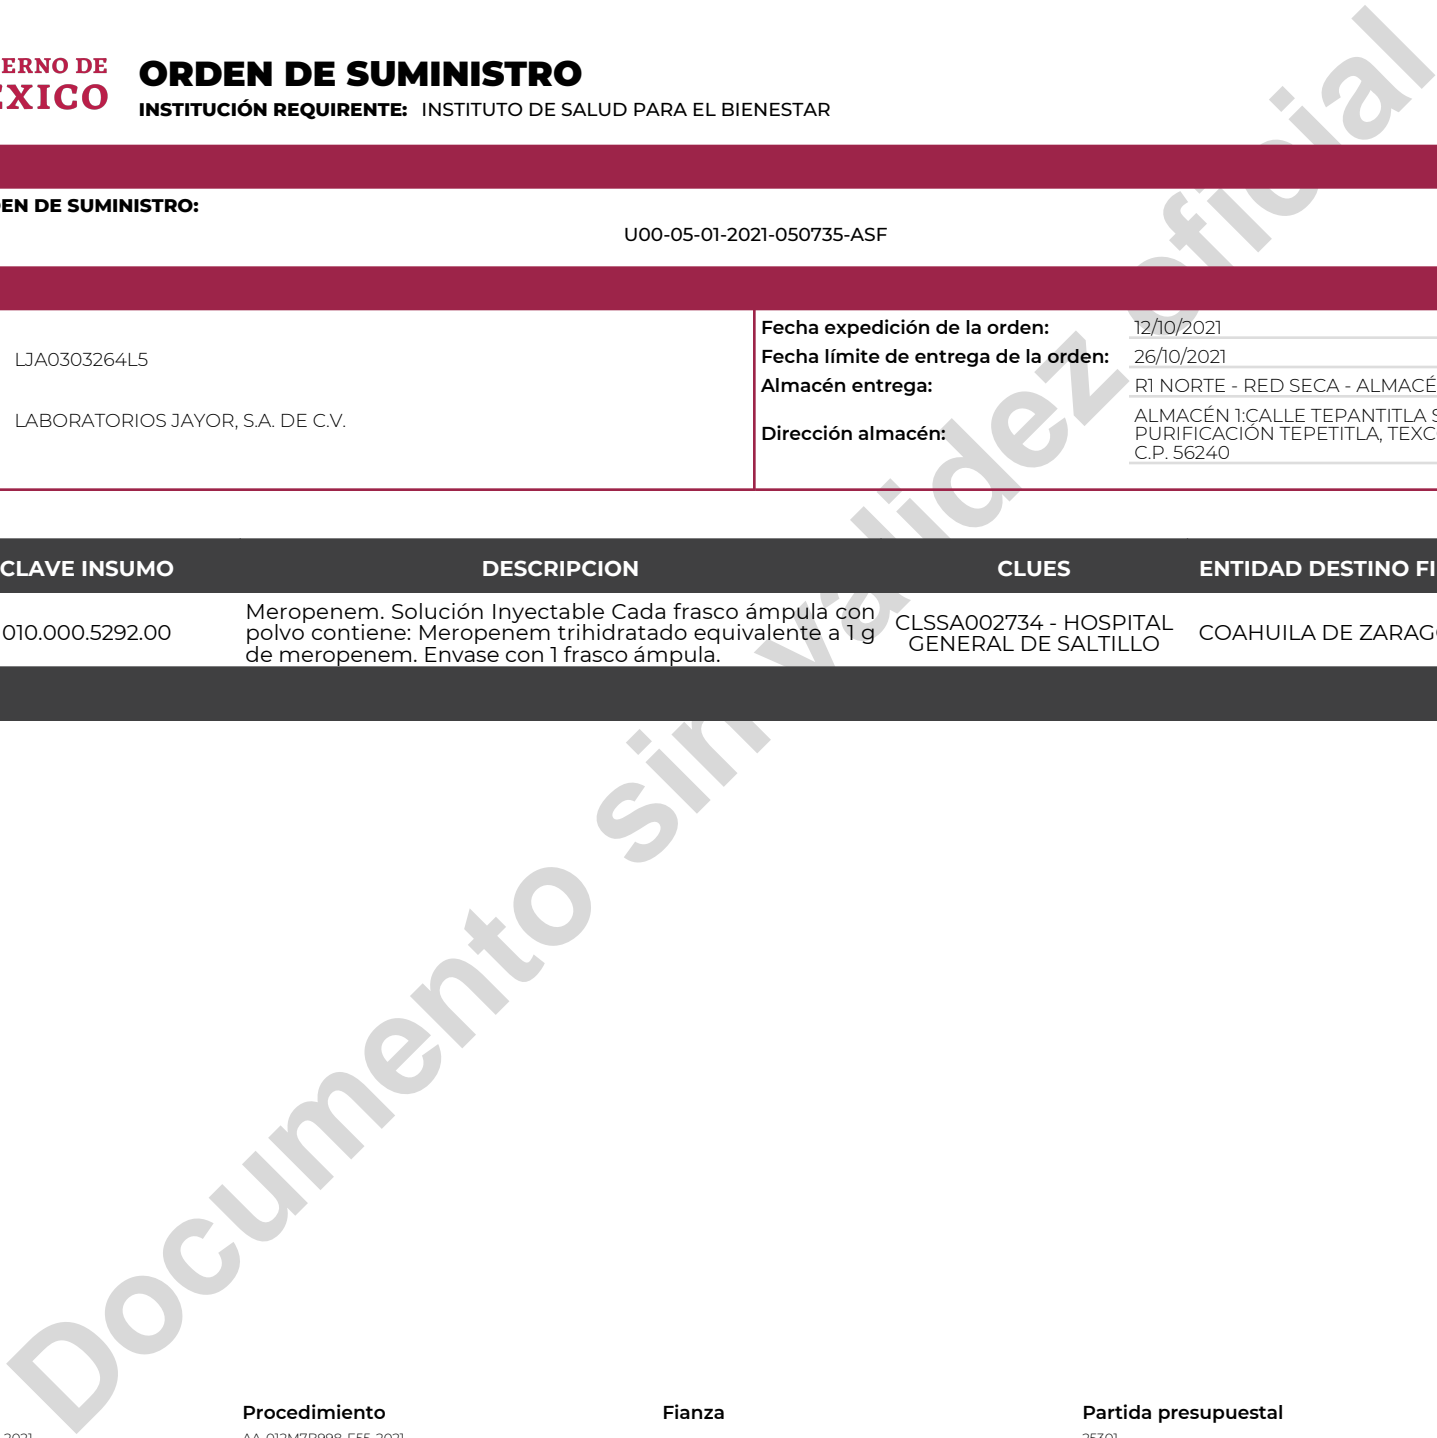 ERNO DE
ORDEN DE SUMINISTRO
INSTITUCIÓN REQUIRENTE: INSTITUTO DE SALUD PARA EL BIENESTAR
DE SUMINISTRO:
U00-05-01-2021-050735-ASF
Fecha expedición de la orden: 12/10/2021
LJA0303264L5
Fecha límite de entrega de la orden: 26/10/2021
Almacén entrega: R1 NORTE - RED SECA - ALMACÉ
LABORATORIOS JAYOR, S.A. DE C.V.
Dirección almacén:
ALMACÉN 1:CALLE TEPANTITLA S
PURIFICACIÓN TEPETITLA, TEXC
C.P. 56240
CLAVE INSUMO DESCRIPCION CLUES ENTIDAD DESTINO FI
010.000.5292.00
Meropenem. Solución Inyectable Cada frasco ámpula con
polvo contiene: Meropenem trihidratado equivalente a 1 g
de meropenem. Envase con 1 frasco ámpula.
CLSSA002734 - HOSPITAL
GENERAL DE SALTILLO
COAHUILA DE ZARAG
Documento sin validez oficial
Procedimiento Fianza Partida presupuestal